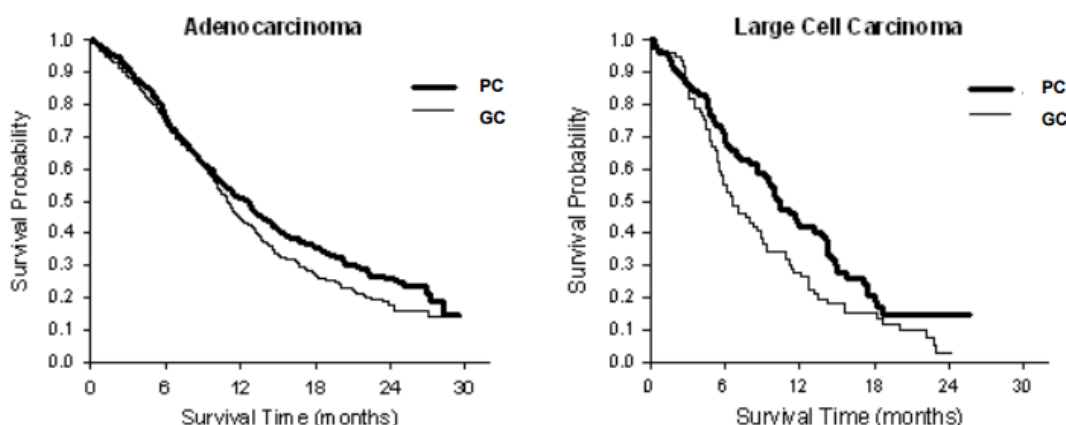 Adenocarcinoma
1.0
0.9
0.8
0.7
0.6
0.5
0.4
0.3
0.2
0.1
0.0
Survival Probability
PC
GC
0 6 12 18 24 30
Survival Time (months)
Large Cell Carcinoma
1.0
0.9
0.8
0.7
0.6
0.5
0.4
0.3
0.2
0.1
0.0
Survival Probability
PC
GC
0 6 12 18 24 30
Survival Time (months)